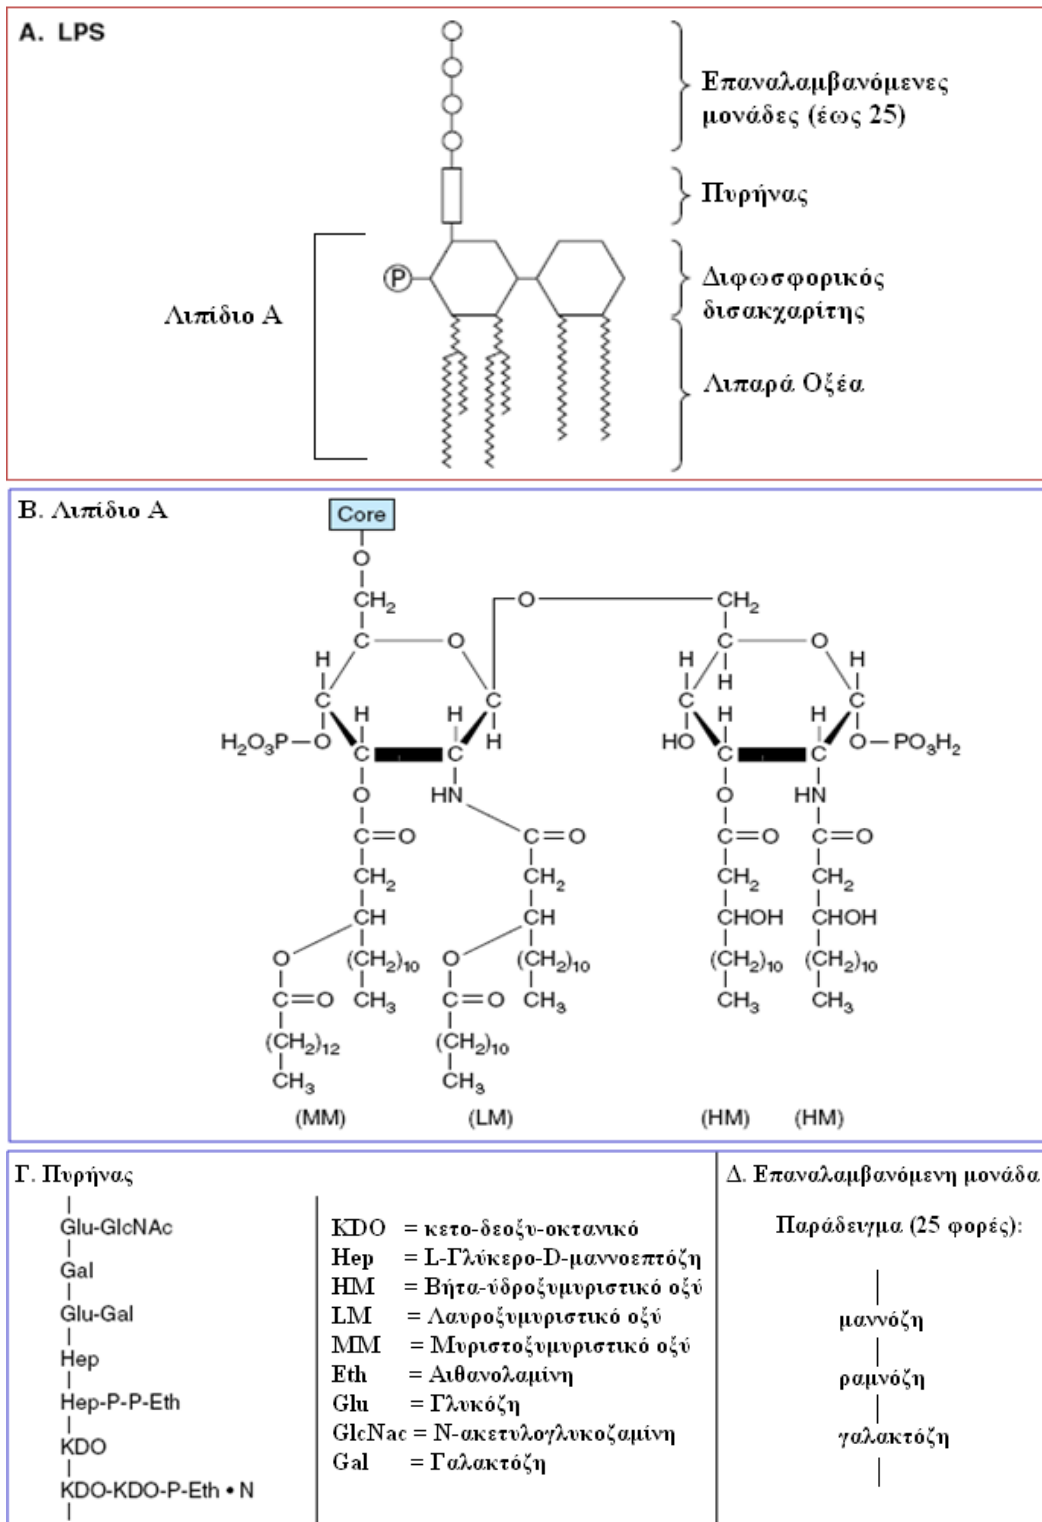 A. LPS
Επαναλαμβανόμενες
μονάδες (έως 25)
Πυρήνας
P
Διφωσφορικός
δισακχαρίτης
Λιπίδιο Α
Λιπαρά Οξέα
Β. Λιπίδιο Α
Core
O
CH₂
O
CH₂
C
O
C
O
H
H
H
H
C
H
H
C
C
H
H
C
H₂O₃P–O
C
C
H
HO
C
C
O–PO₃H₂
O
HN
O
HN
C=O
C=O
C=O
C=O
CH₂
CH₂
CH₂
CH₂
CH
CH
CHOH
CHOH
O
(CH₂)₁₀
O
(CH₂)₁₀
(CH₂)₁₀
(CH₂)₁₀
C=O
CH₃
C=O
CH₃
CH₃
CH₃
(CH₂)₁₂
(CH₂)₁₀
CH₃
CH₃
(MM)
(LM)
(HM)
(HM)
Γ. Πυρήνας
Glu-GlcNAc
Gal
Glu-Gal
Hep
Hep-P-P-Eth
KDO
KDO-KDO-P-Eth • N
KDO = κετο-δεοξυ-οκτανικό
Hep = L-Γλύκερο-D-μαννοεπτόζη
HM = Βήτα-ύδροξυμυριστικό οξύ
LM = Λαυροξυμυριστικό οξύ
MM = Μυριστοξυμυριστικό οξύ
Eth = Αιθανολαμίνη
Glu = Γλυκόζη
GlcNac = Ν-ακετυλογλυκοζαμίνη
Gal = Γαλακτόζη
Δ. Επαναλαμβανόμενη μονάδα
Παράδειγμα (25 φορές):
μαννόζη
ραμνόζη
γαλακτόζη